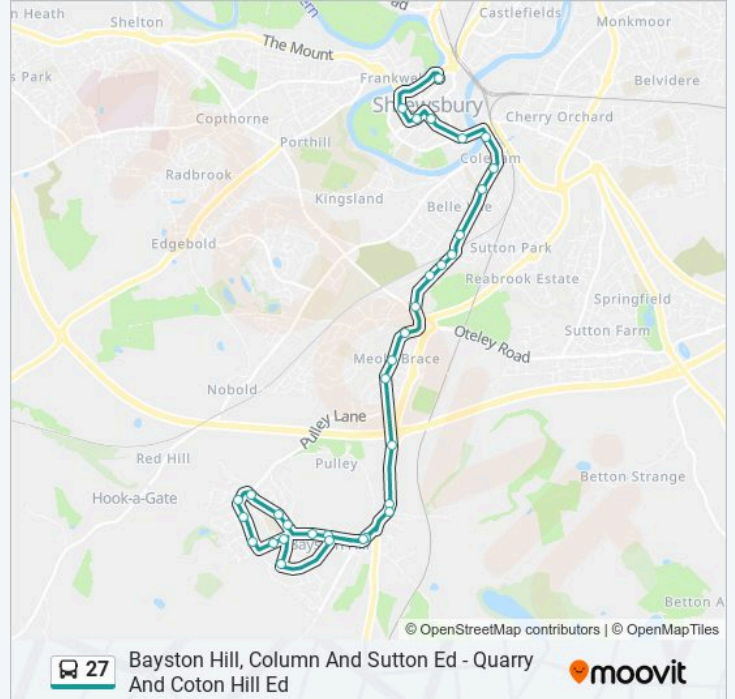 n Heath
Shelton
Castlefields
Monkmoor
The Mount
s Park
Frankwell
Belvidere
Shrewsbury
Copthorne
Cherry Orchard
Porthill
Coleham
Radbrook
Kingsland
Belle Vue
Edgebold
Sutton Park
Reabrook Estate
Springfield
Oteley Road
Sutton Farm
Meole Brace
Nobold
Pulley Lane
Red Hill
Pulley
Betton Strange
Hook-a-Gate
Bayston Hill
Betton A
© OpenStreetMap contributors | © OpenMapTiles
27
Bayston Hill, Column And Sutton Ed - Quarry
And Coton Hill Ed
moovit